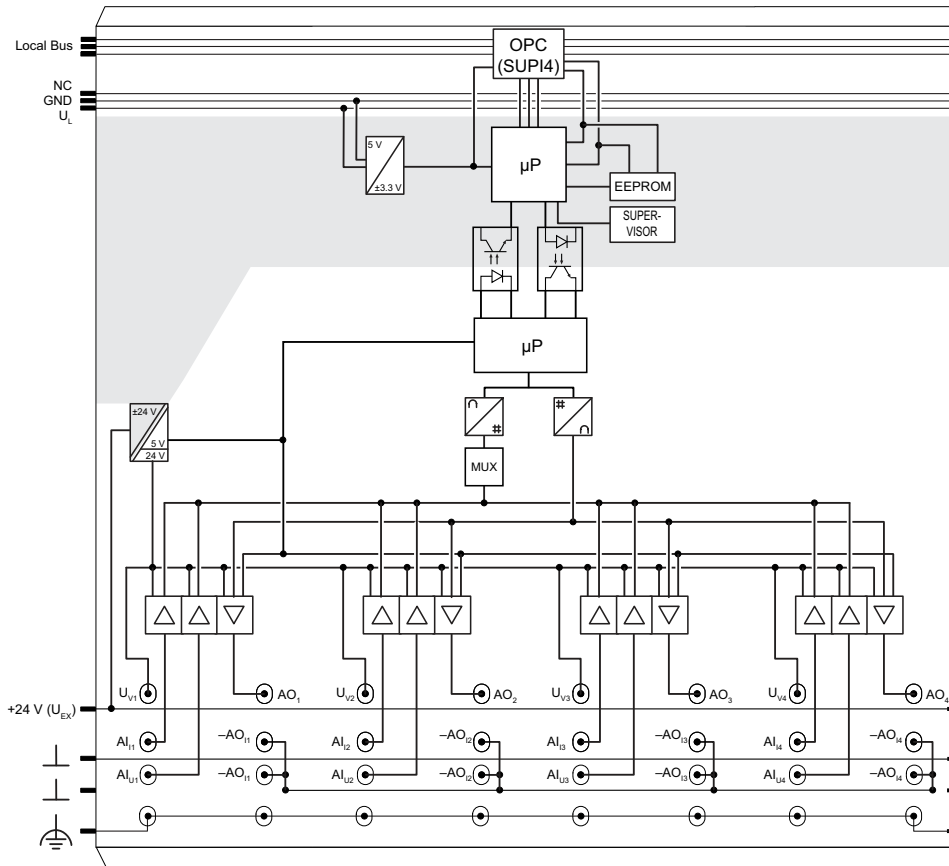 Local Bus
OPC
(SUPI4)
NC
GND
U_L
5 V
±3.3 V
µP
EEPROM
SUPER-
VISOR
µP
±24 V
5 V
24 V
∩
#
#
∩
MUX
U_V1 AO_1 U_V2 AO_2 U_V3 AO_3 U_V4 AO_4
+24 V (U_EX)
AI_I1 –AO_I1 AI_I2 –AO_I2 AI_I3 –AO_I3 AI_I4 –AO_I4
AI_U1 –AO_I1 AI_U2 –AO_I2 AI_U3 –AO_I3 AI_U4 –AO_I4